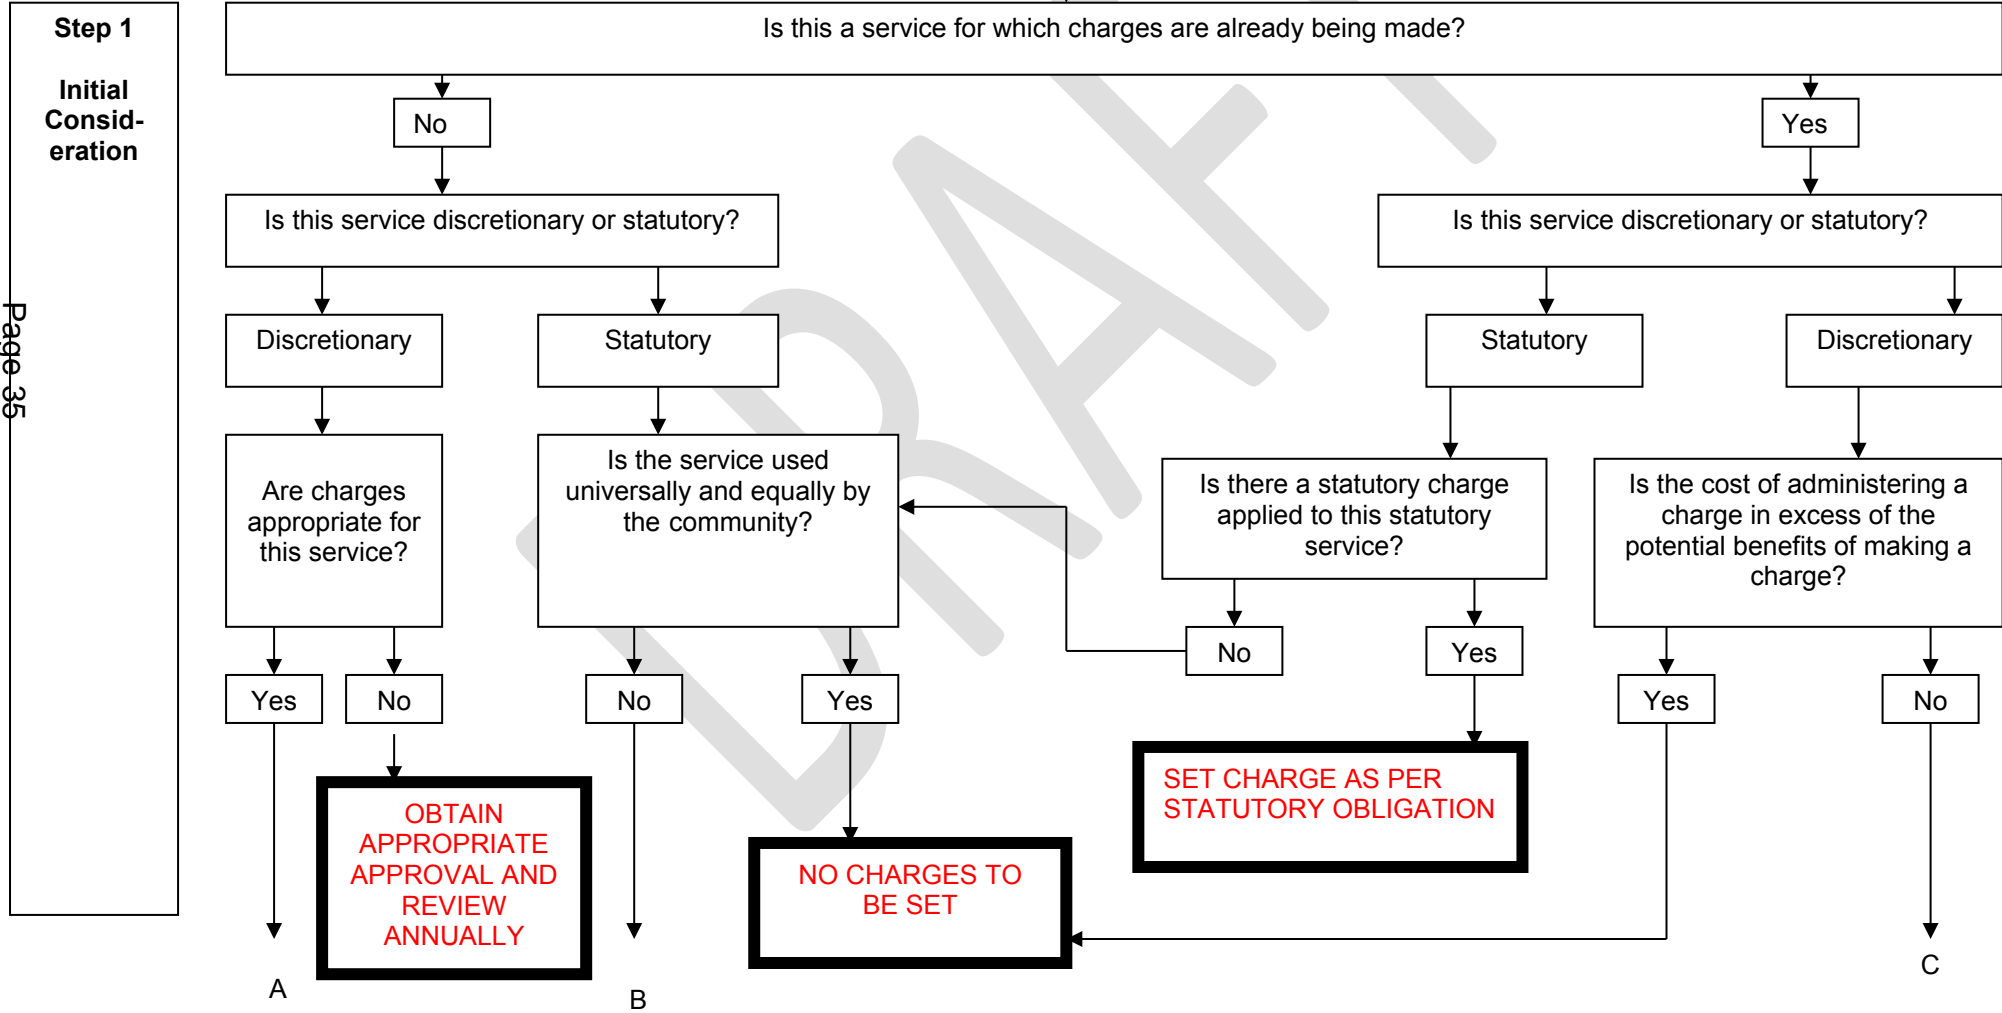 Step 1
Initial
Consid-
eration
Page 35
DRAFT
Is this a service for which charges are already being made?
No
Yes
Is this service discretionary or statutory?
Is this service discretionary or statutory?
Discretionary
Statutory
Statutory
Discretionary
Are charges
appropriate for
this service?
Is the service used
universally and equally by
the community?
Is there a statutory charge
applied to this statutory
service?
Is the cost of administering a
charge in excess of the
potential benefits of making a
charge?
No
Yes
Yes
No
No
Yes
Yes
No
OBTAIN
APPROPRIATE
APPROVAL AND
REVIEW
ANNUALLY
NO CHARGES TO
BE SET
SET CHARGE AS PER
STATUTORY OBLIGATION
A
B
C